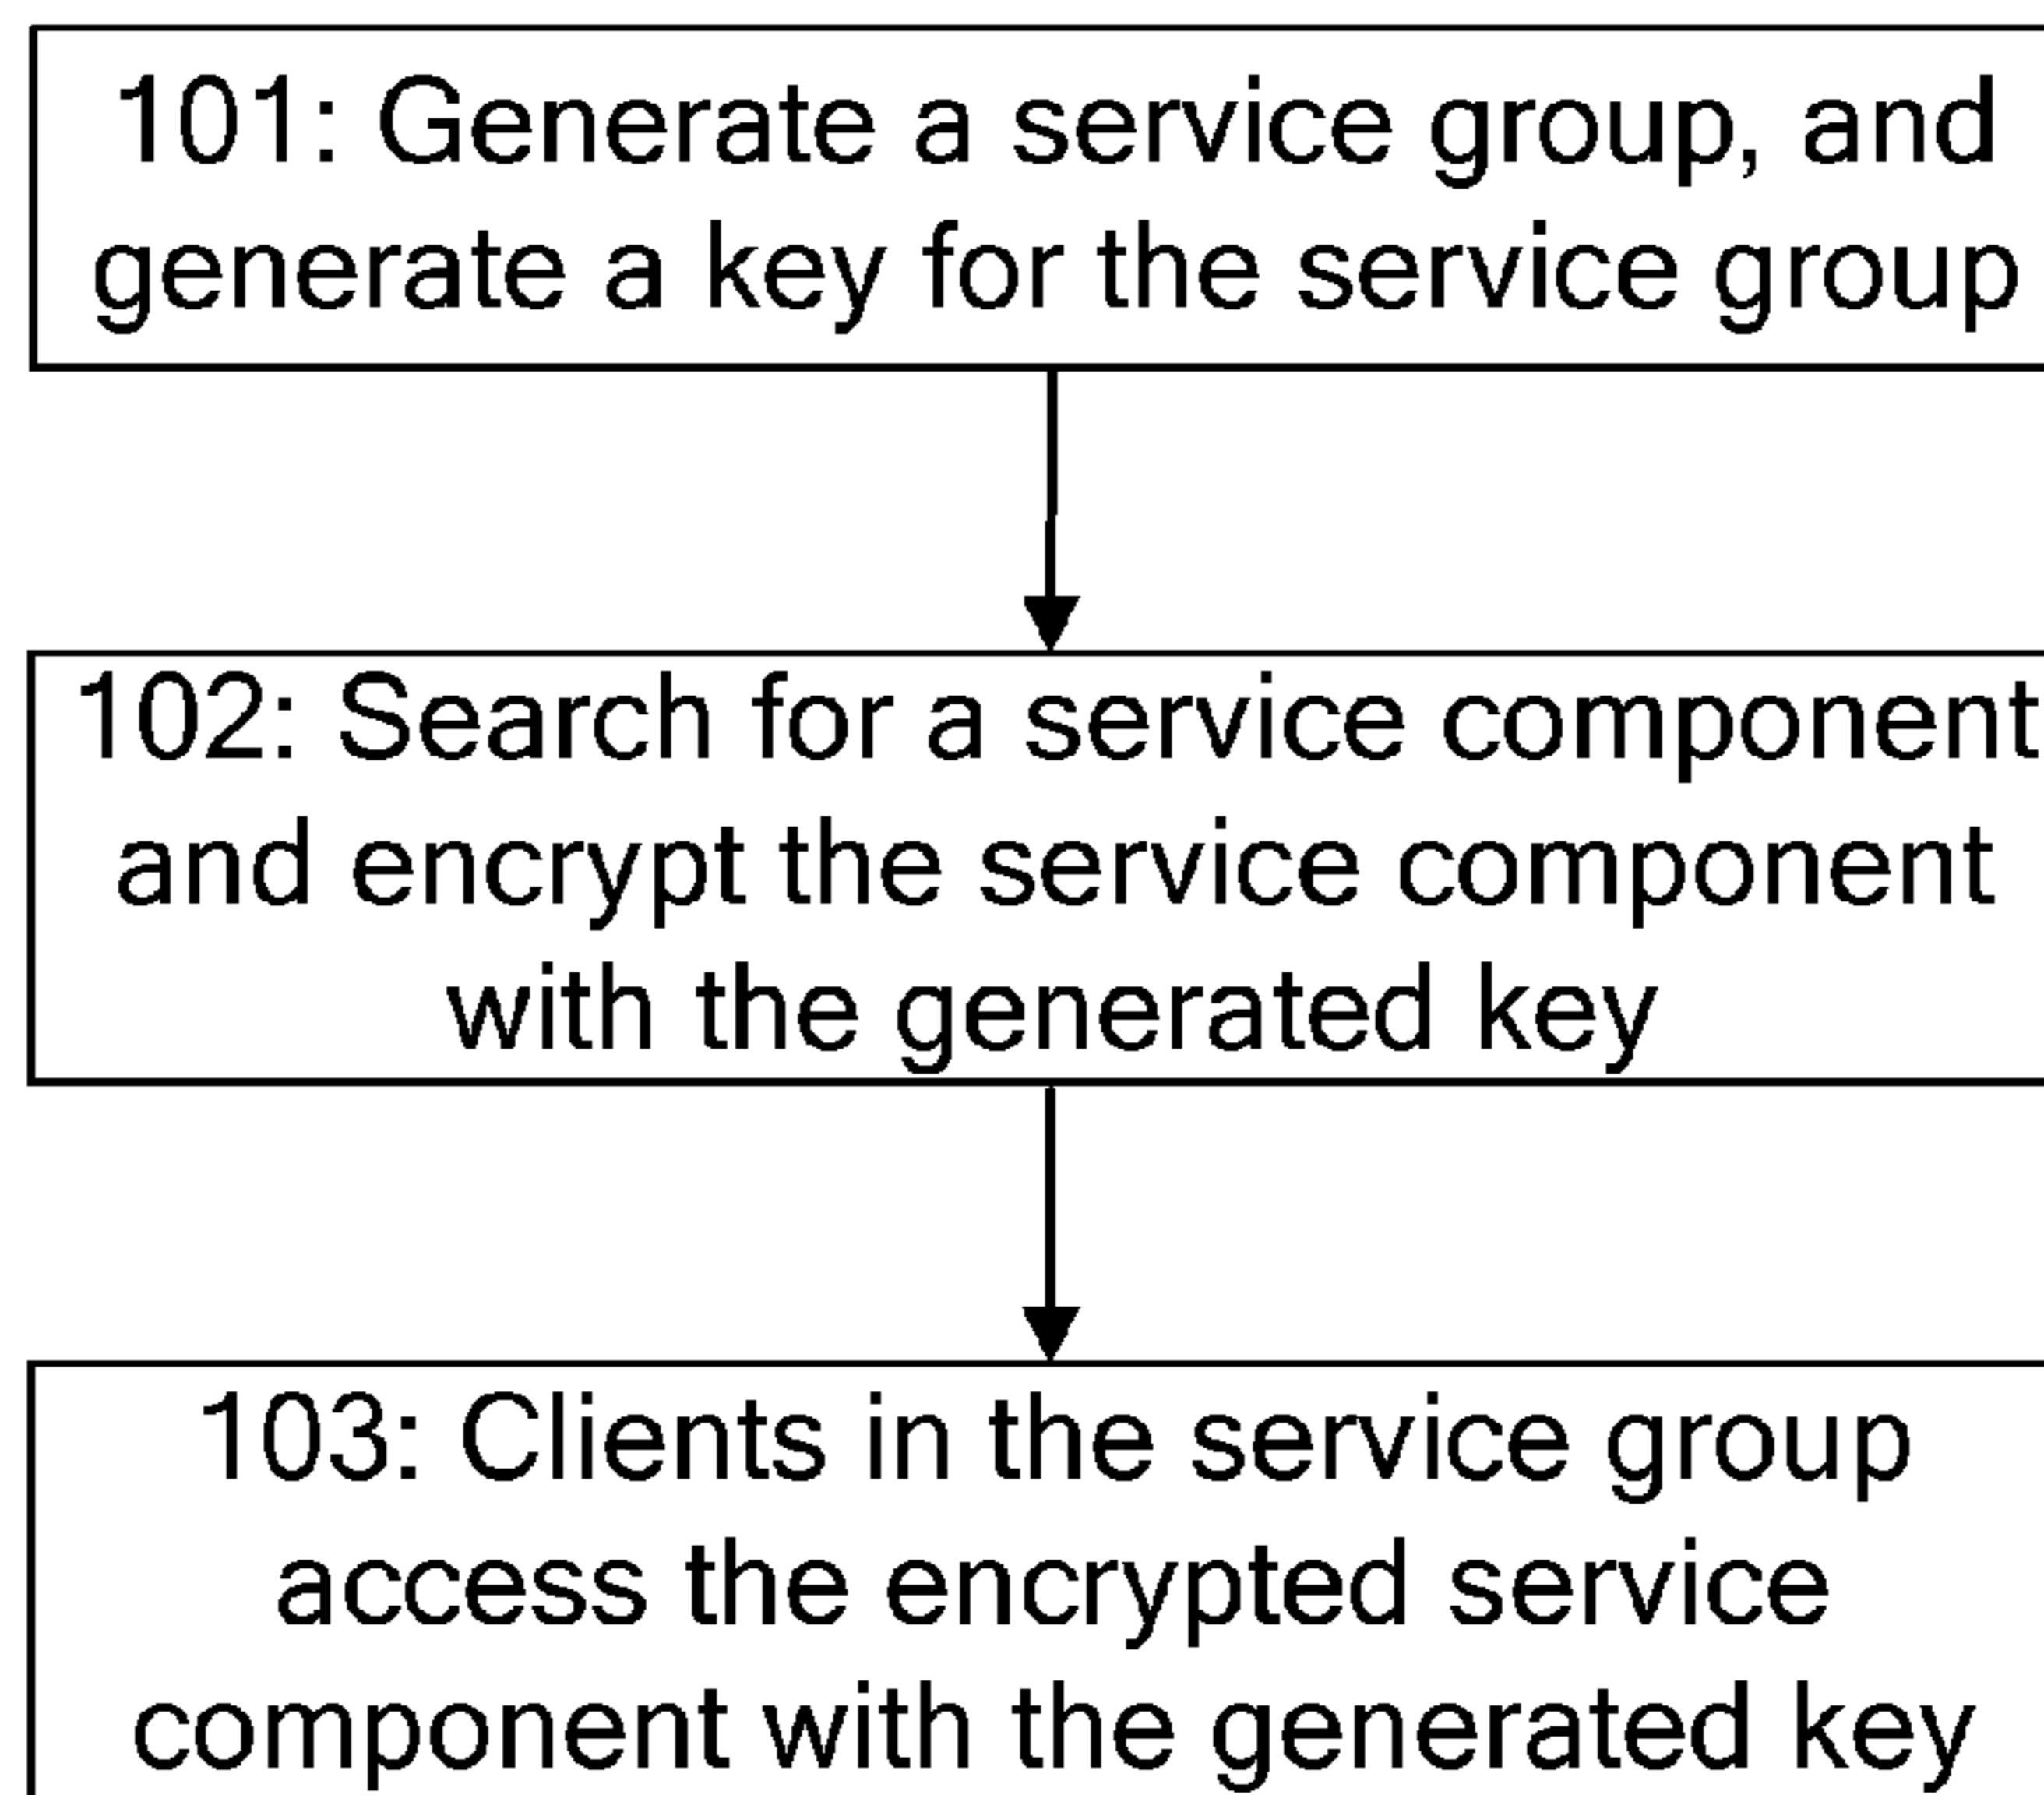 101: Generate a service group, and
generate a key for the service group
102: Search for a service component
and encrypt the service component
with the generated key
103: Clients in the service group
access the encrypted service
component with the generated key